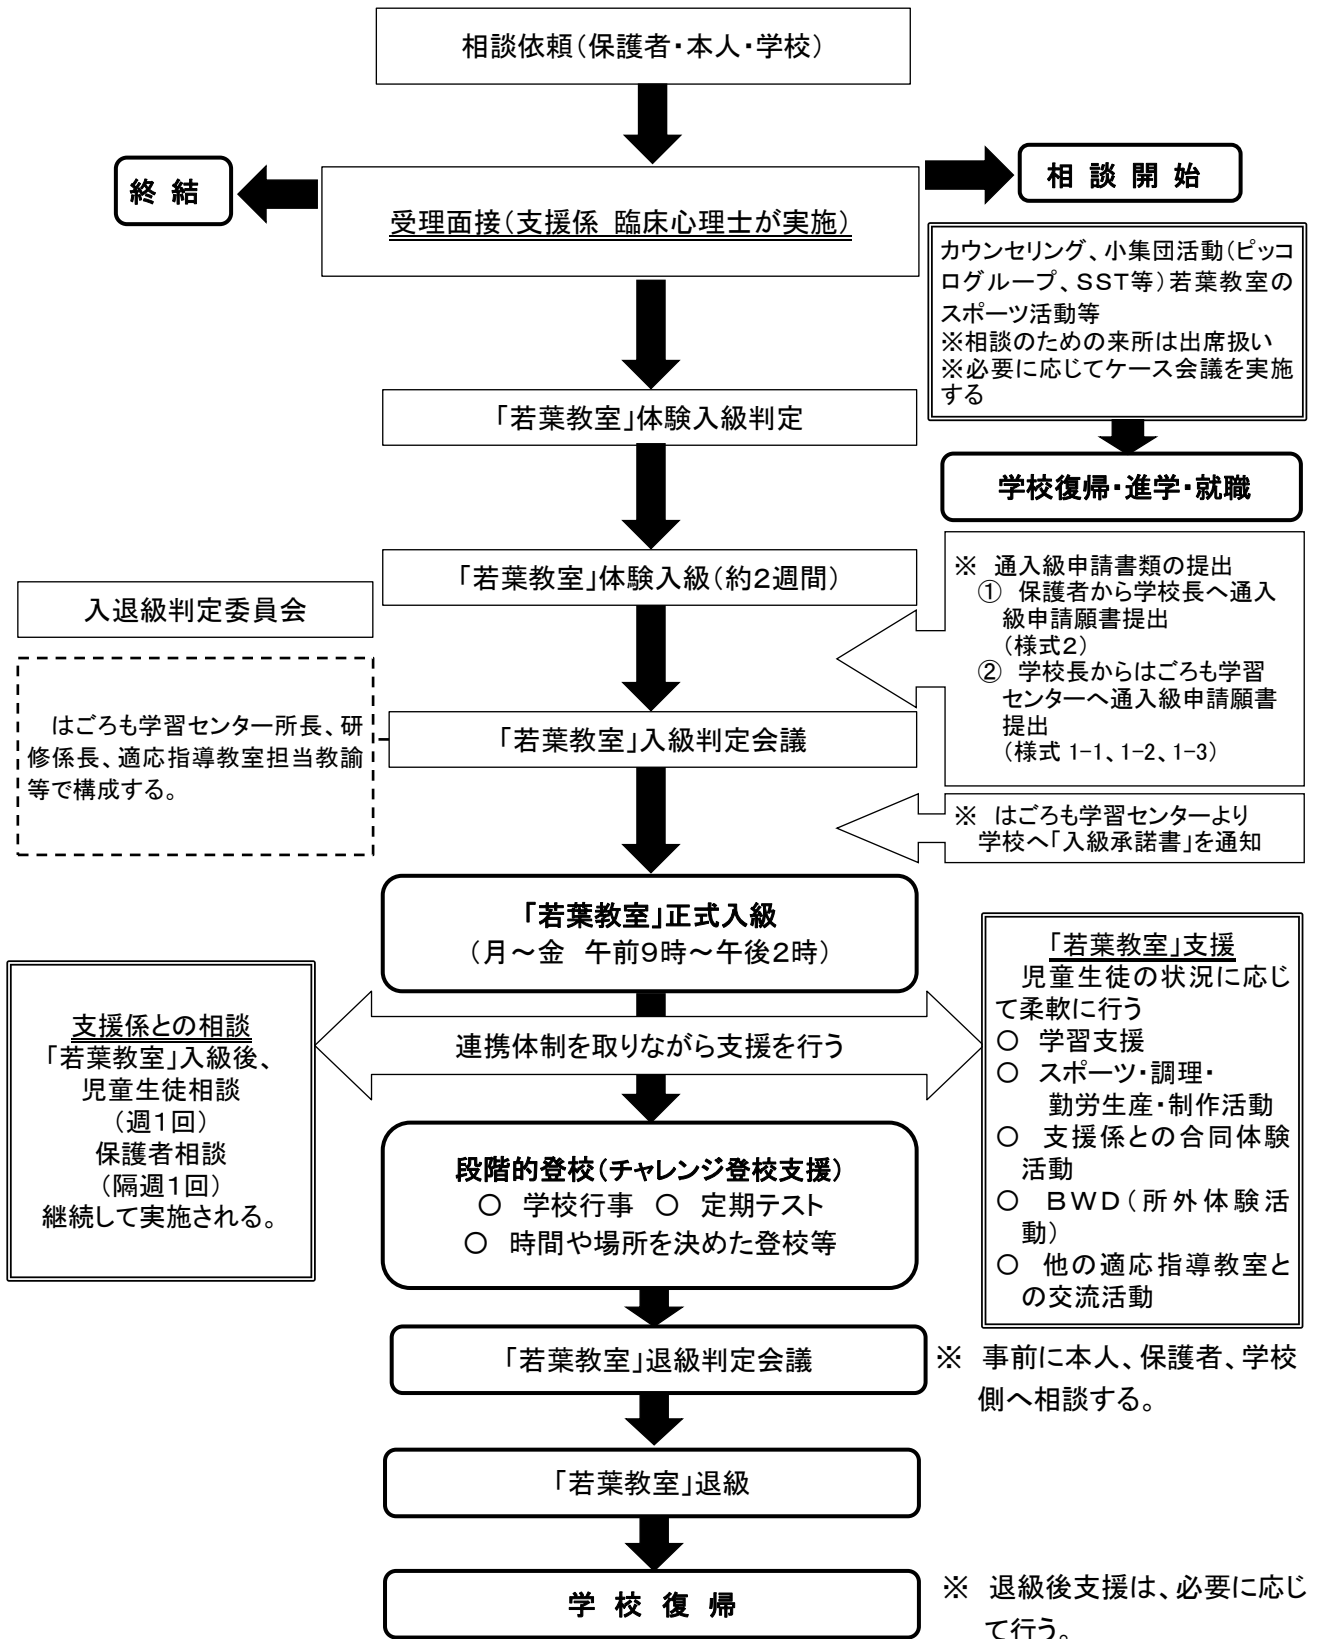 相談依頼（保護者・本人・学校）
終 結
受理面接（支援係 臨床心理士が実施）
相 談 開 始
カウンセリング、小集団活動（ピッコ
ログループ、ＳＳＴ等）若葉教室の
スポーツ活動等
※相談のための来所は出席扱い
※必要に応じてケース会議を実施
する
「若葉教室」体験入級判定
学校復帰・進学・就職
「若葉教室」体験入級（約２週間）
※ 通入級申請書類の提出
① 保護者から学校長へ通入
級申請願書提出
（様式２）
② 学校長からはごろも学習
センターへ通入級申請願書
提出
（様式 1-1、1-2、1-3）
入退級判定委員会
はごろも学習センター所長、研
修係長、適応指導教室担当教諭
等で構成する。
「若葉教室」入級判定会議
※ はごろも学習センターより
学校へ「入級承諾書」を通知
「若葉教室」正式入級
（月～金 午前９時～午後２時）
支援係との相談
「若葉教室」入級後、
児童生徒相談
（週１回）
保護者相談
（隔週１回）
継続して実施される。
連携体制を取りながら支援を行う
「若葉教室」支援
児童生徒の状況に応じ
て柔軟に行う
○ 学習支援
○ スポーツ・調理・
勤労生産・制作活動
○ 支援係との合同体験
活動
○ ＢＷＤ（所外体験活
動）
○ 他の適応指導教室と
の交流活動
段階的登校（チャレンジ登校支援）
○ 学校行事 ○ 定期テスト
○ 時間や場所を決めた登校等
「若葉教室」退級判定会議
※ 事前に本人、保護者、学校
側へ相談する。
「若葉教室」退級
学 校 復 帰
※ 退級後支援は、必要に応じ
て行う。